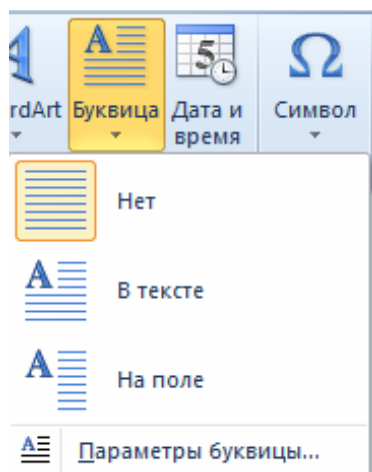 rdArt Буквица Дата и время Символ
Нет
В тексте
На поле
Параметры буквицы...